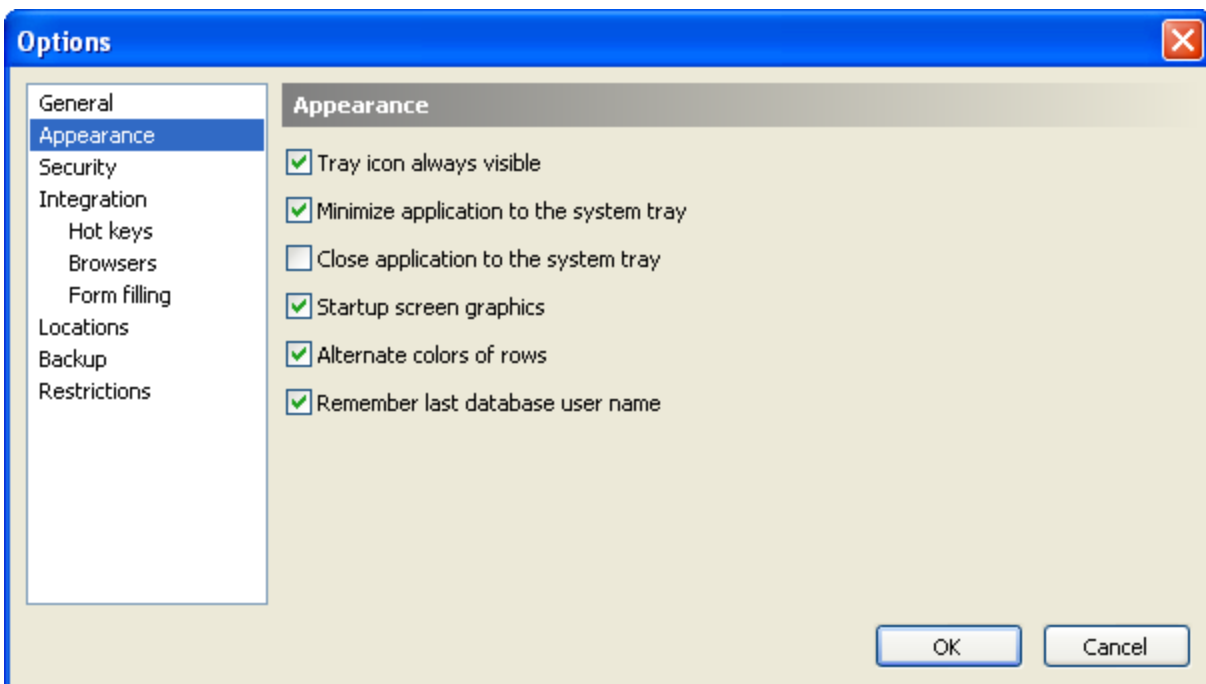 Options
General
Appearance
Security
Integration
Hot keys
Browsers
Form filling
Locations
Backup
Restrictions
Appearance
Tray icon always visible
Minimize application to the system tray
Close application to the system tray
Startup screen graphics
Alternate colors of rows
Remember last database user name
OK
Cancel